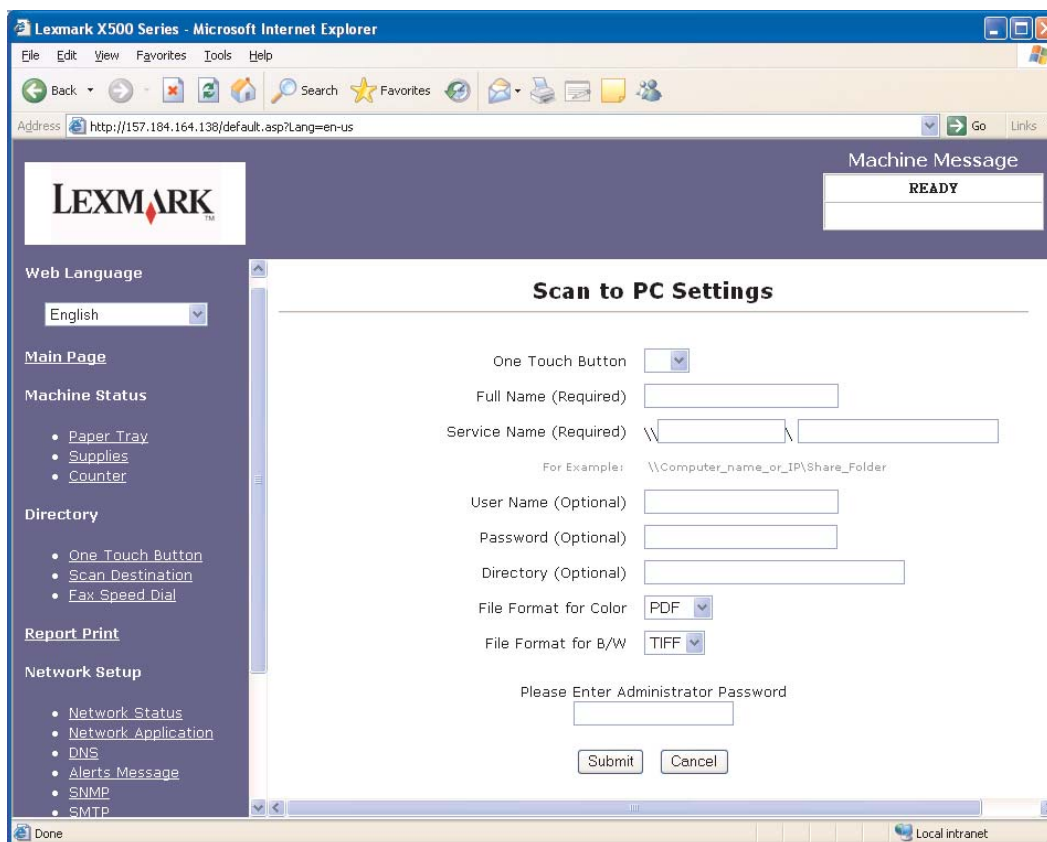 Lexmark X500 Series - Microsoft Internet Explorer
File Edit View Favorites Tools Help
Back Search Favorites
Address http://157.184.164.138/default.asp?Lang=en-us Go Links
Machine Message
READY
LEXMARK TM
Web Language
English
Main Page
Machine Status
Paper Tray
Supplies
Counter
Directory
One Touch Button
Scan Destination
Fax Speed Dial
Report Print
Network Setup
Network Status
Network Application
DNS
Alerts Message
SNMP
SMTP
Scan to PC Settings
One Touch Button
Full Name (Required)
Service Name (Required) \\ \
For Example: \\Computer_name_or_IP\Share_Folder
User Name (Optional)
Password (Optional)
Directory (Optional)
File Format for Color PDF
File Format for B/W TIFF
Please Enter Administrator Password
Submit Cancel
Done Local intranet